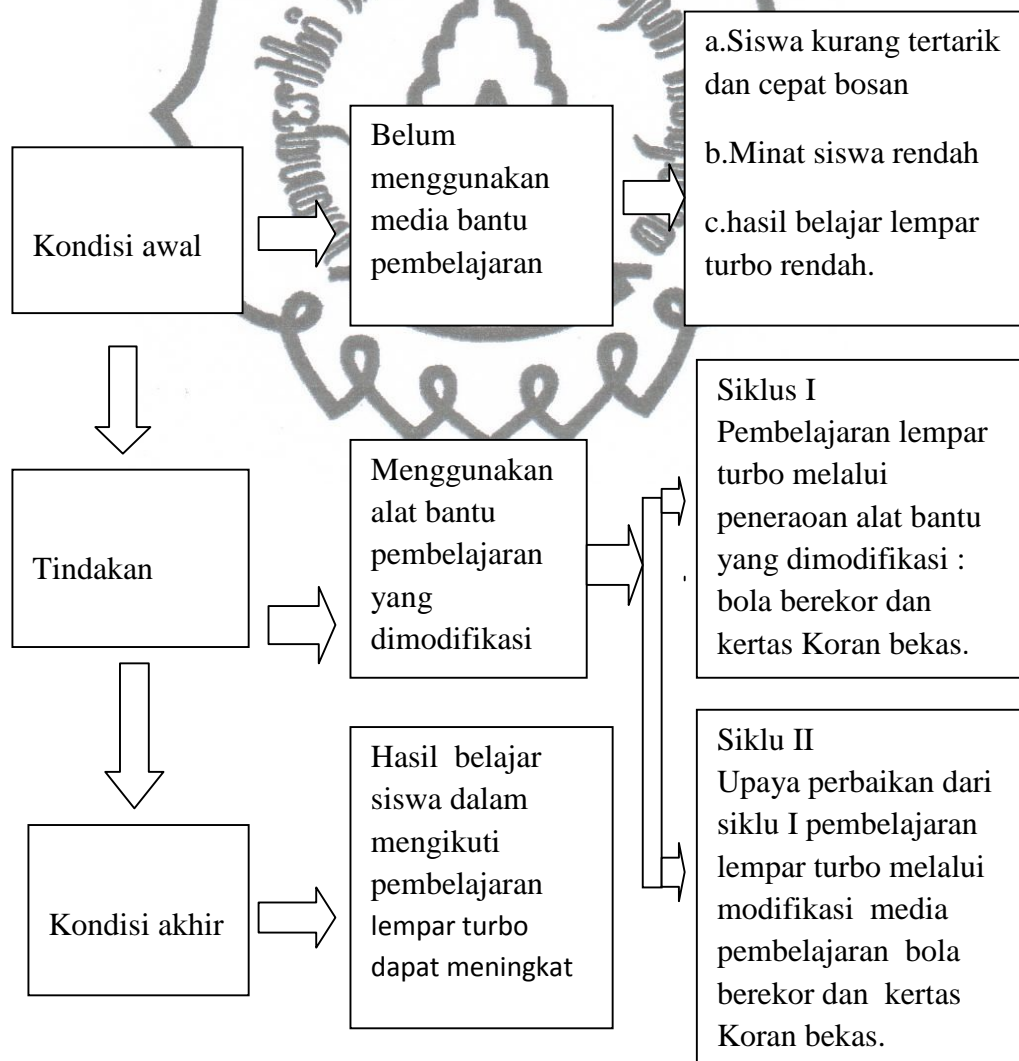 Kondisi awal
Belum
menggunakan
media bantu
pembelajaran
a.Siswa kurang tertarik
dan cepat bosan
b.Minat siswa rendah
c.hasil belajar lempar
turbo rendah.
Tindakan
Menggunakan
alat bantu
pembelajaran
yang
dimodifikasi
Siklus I
Pembelajaran lempar
turbo melalui
peneraoan alat bantu
yang dimodifikasi :
bola berekor dan
kertas Koran bekas.
Siklu II
Upaya perbaikan dari
siklu I pembelajaran
lempar turbo melalui
modifikasi media
pembelajaran bola
berekor dan kertas
Koran bekas.
Kondisi akhir
Hasil belajar
siswa dalam
mengikuti
pembelajaran
lempar turbo
dapat meningkat